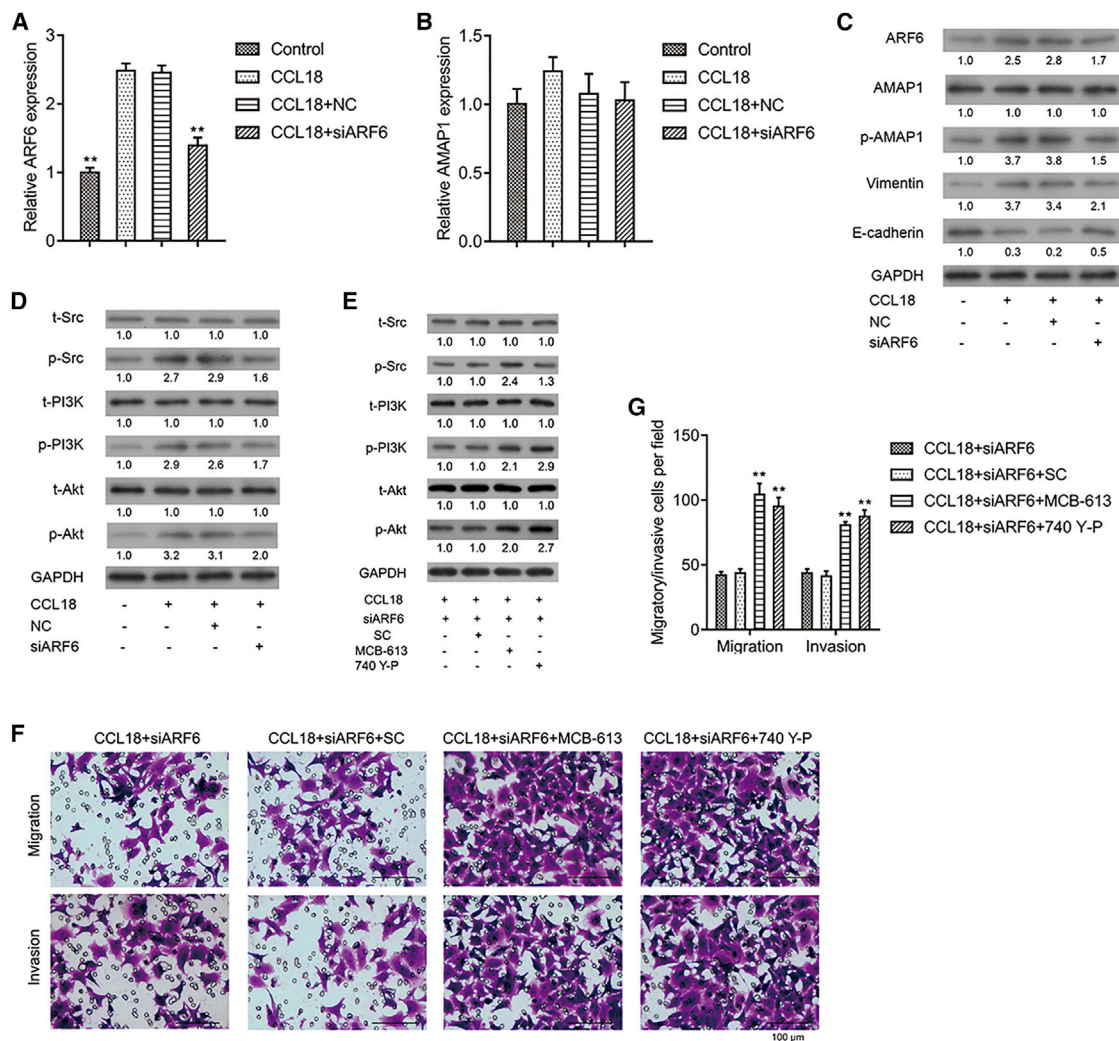 A
Relative ARF6 expression
3
2
1
0
**
**
Control
CCL18
CCL18+NC
CCL18+siARF6
B
Relative AMAP1 expression
1.5
1.0
0.5
0.0
Control
CCL18
CCL18+NC
CCL18+siARF6
C
ARF6
1.0 2.5 2.8 1.7
AMAP1
1.0 1.0 1.0 1.0
p-AMAP1
1.0 3.7 3.8 1.5
Vimentin
1.0 3.7 3.4 2.1
E-cadherin
1.0 0.3 0.2 0.5
GAPDH
CCL18 - + + +
NC - - + -
siARF6 - - - +
D
t-Src
1.0 1.0 1.0 1.0
p-Src
1.0 2.7 2.9 1.6
t-PI3K
1.0 1.0 1.0 1.0
p-PI3K
1.0 2.9 2.6 1.7
t-Akt
1.0 1.0 1.0 1.0
p-Akt
1.0 3.2 3.1 2.0
GAPDH
CCL18 - + + +
NC - - + -
siARF6 - - - +
E
t-Src
1.0 1.0 1.0 1.0
p-Src
1.0 1.0 2.4 1.3
t-PI3K
1.0 1.0 1.0 1.0
p-PI3K
1.0 1.0 2.1 2.9
t-Akt
1.0 1.0 1.0 1.0
p-Akt
1.0 1.0 2.0 2.7
GAPDH
CCL18 + + + +
siARF6 + + + +
SC - + - -
MCB-613 - - + -
740 Y-P - - - +
G
Migratory/invasive cells per field
150
100
50
0
** **
** **
Migration Invasion
CCL18+siARF6
CCL18+siARF6+SC
CCL18+siARF6+MCB-613
CCL18+siARF6+740 Y-P
F
CCL18+siARF6 CCL18+siARF6+SC CCL18+siARF6+MCB-613 CCL18+siARF6+740 Y-P
Migration
Invasion
100 μm